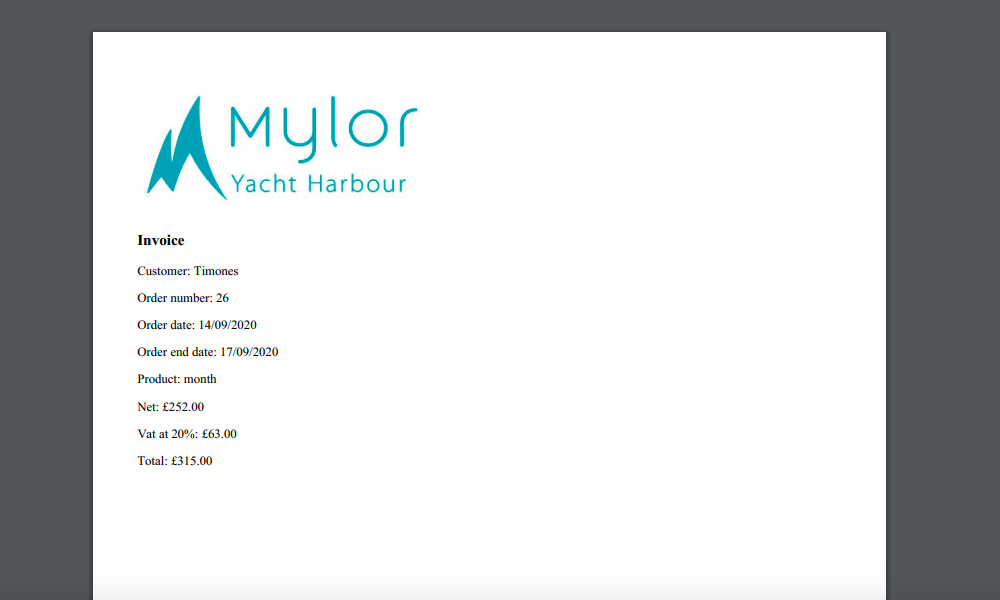 Mylor
Yacht Harbour
Invoice
Customer: Timones
Order number: 26
Order date: 14/09/2020
Order end date: 17/09/2020
Product: month
Net: £252.00
Vat at 20%: £63.00
Total: £315.00